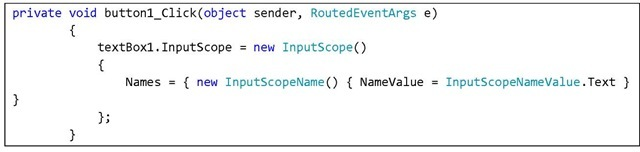 private void button1_Click(object sender, RoutedEventArgs e)
{
textBox1.InputScope = new InputScope()
{
Names = { new InputScopeName() { NameValue = InputScopeNameValue.Text }
}
};
}